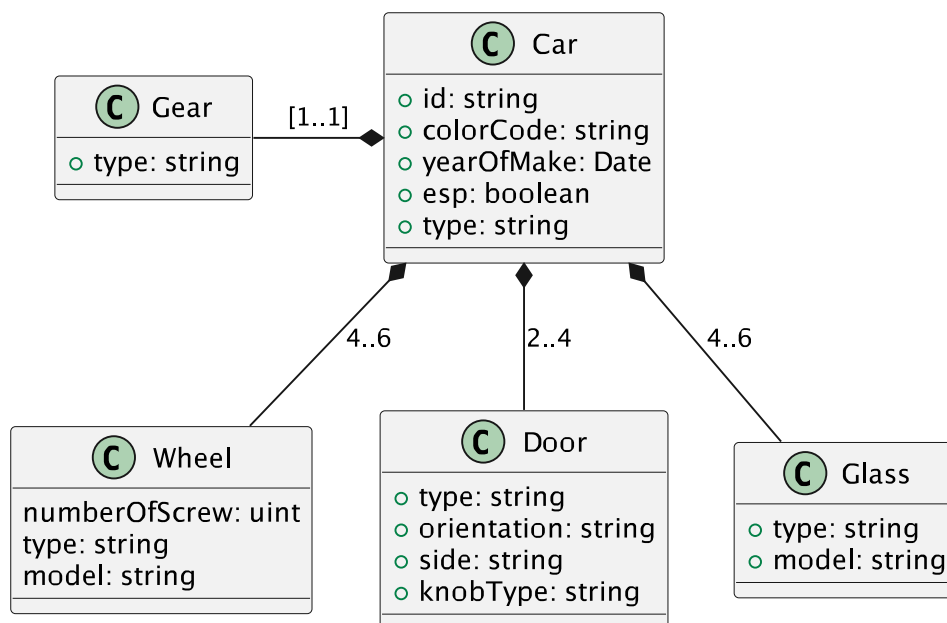 C Car
+ id: string
+ colorCode: string
+ yearOfMake: Date
+ esp: boolean
+ type: string
C Gear
+ type: string
[1..1]
4..6
2..4
4..6
C Wheel
numberOfScrew: uint
type: string
model: string
C Door
+ type: string
+ orientation: string
+ side: string
+ knobType: string
C Glass
+ type: string
+ model: string